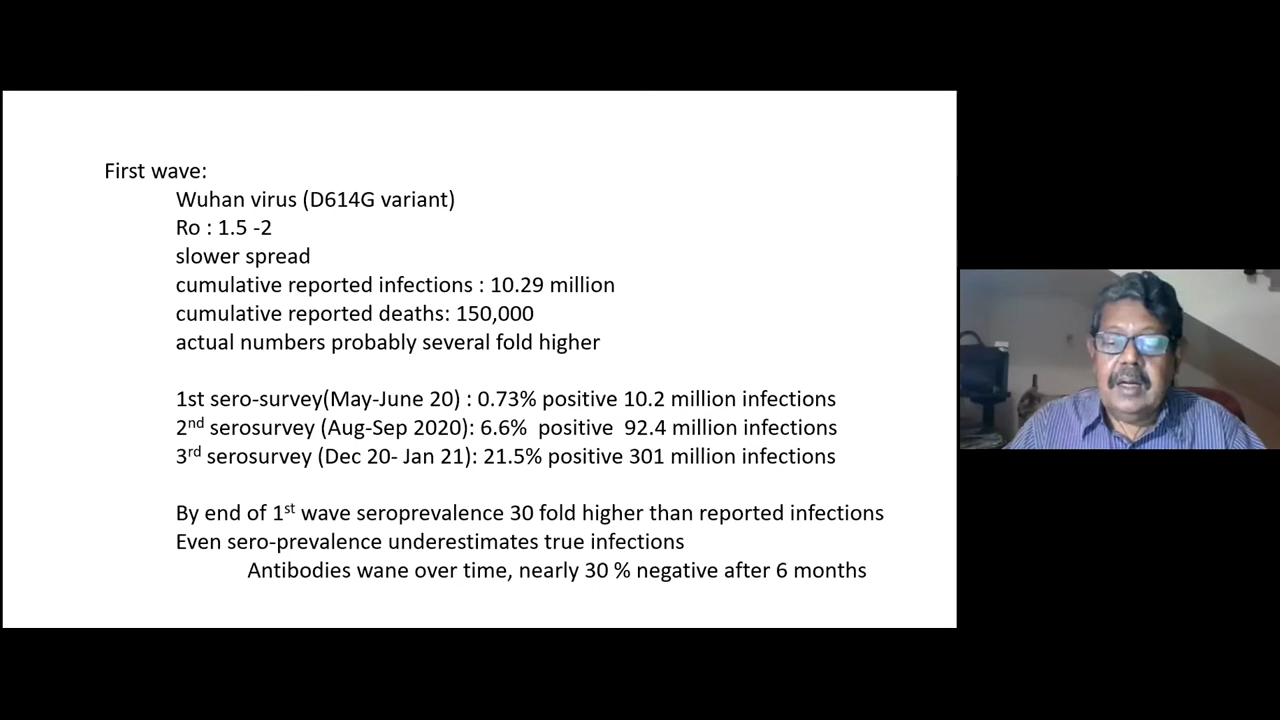 First wave:
Wuhan virus (D614G variant)
Ro : 1.5 -2
slower spread
cumulative reported infections : 10.29 million
cumulative reported deaths: 150,000
actual numbers probably several fold higher
1st sero-survey(May-June 20) : 0.73% positive 10.2 million infections
2nd serosurvey (Aug-Sep 2020): 6.6%  positive  92.4 million infections
3rd serosurvey (Dec 20- Jan 21): 21.5% positive 301 million infections
By end of 1st wave seroprevalence 30 fold higher than reported infections
Even sero-prevalence underestimates true infections
Antibodies wane over time, nearly 30 % negative after 6 months